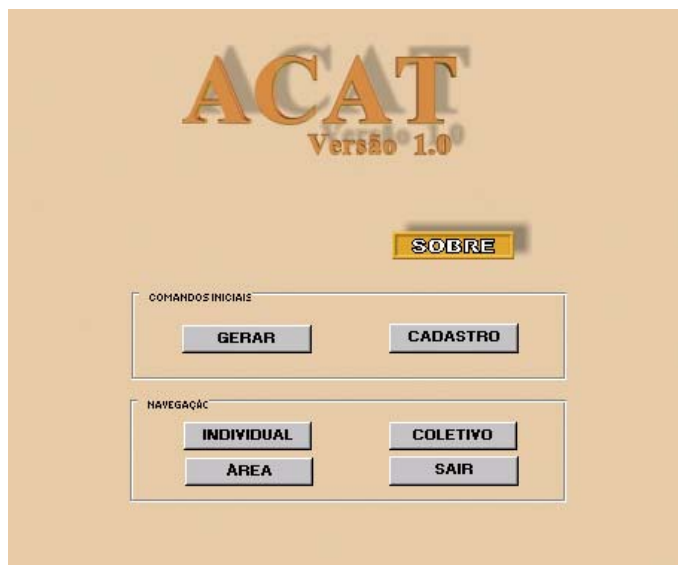 ACAT
Versão 1.0
SOBRE
COMANDOS INICIAIS
GERAR CADASTRO
NAVEGAÇÃO
INDIVIDUAL COLETIVO
ÁREA SAIR